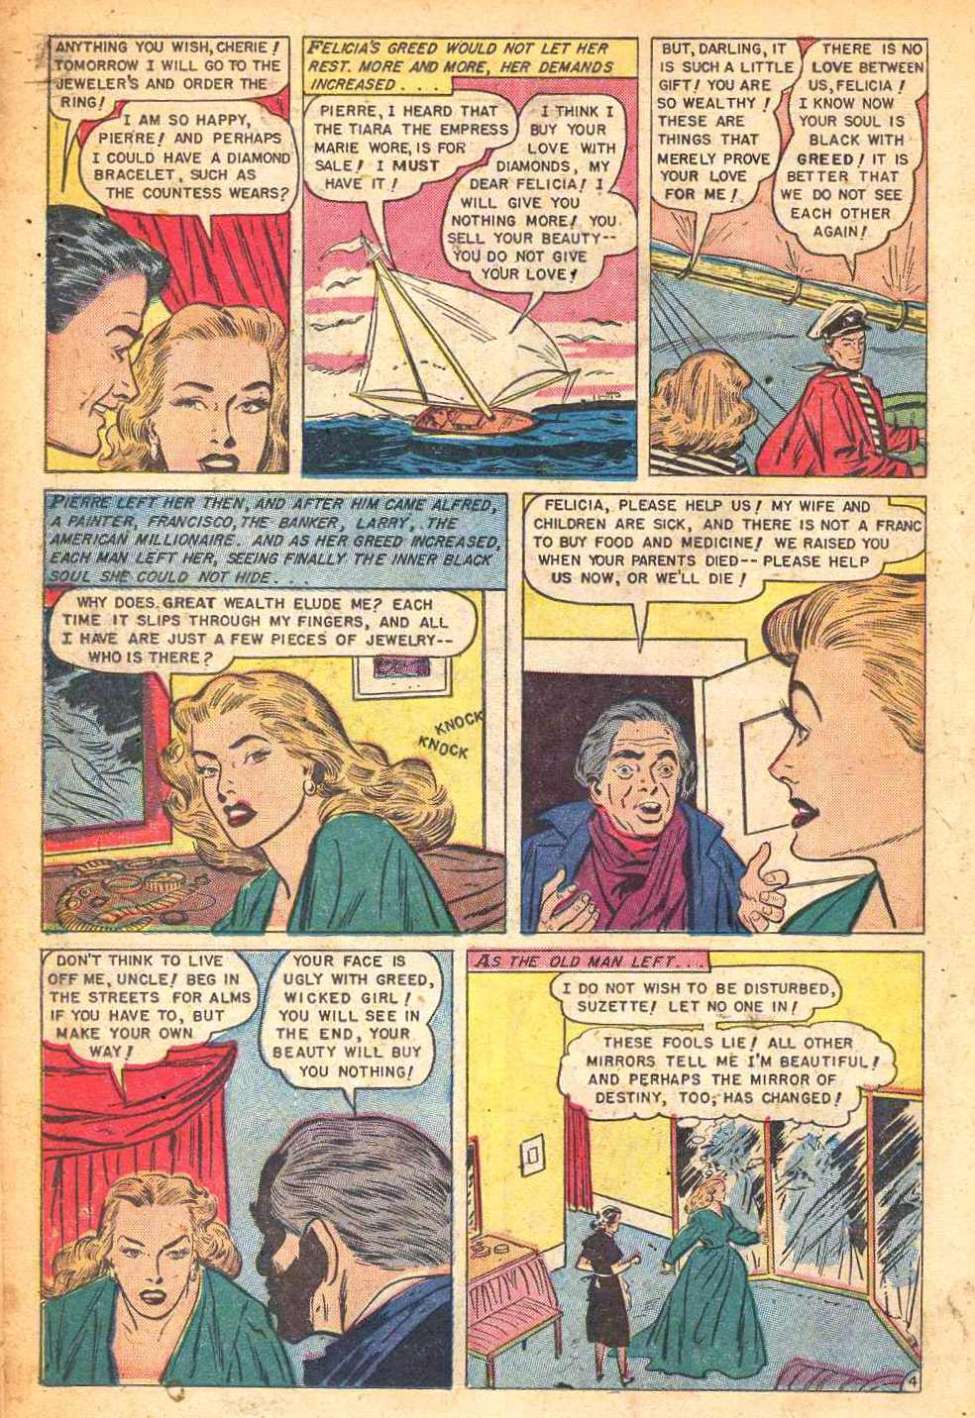 ANYTHING YOU WISH, CHERIE!
TOMORROW I WILL GO TO THE
JEWELER'S AND ORDER THE
RING!
I AM SO HAPPY,
PIERRE! AND PERHAPS
I COULD HAVE A DIAMOND
BRACELET, SUCH AS
THE COUNTESS WEARS?
FELICIA'S GREED WOULD NOT LET HER
REST. MORE AND MORE, HER DEMANDS
INCREASED . . .
PIERRE, I HEARD THAT
THE TIARA THE EMPRESS
MARIE WORE, IS FOR
SALE! I MUST
HAVE IT!
I THINK I
BUY YOUR
LOVE WITH
DIAMONDS, MY
DEAR FELICIA! I
WILL GIVE YOU
NOTHING MORE! YOU
SELL YOUR BEAUTY--
YOU DO NOT GIVE
YOUR LOVE!
BUT, DARLING, IT
IS SUCH A LITTLE
GIFT! YOU ARE
SO WEALTHY!
THESE ARE
THINGS THAT
MERELY PROVE
YOUR LOVE
FOR ME!
THERE IS NO
LOVE BETWEEN
US, FELICIA!
I KNOW NOW
YOUR SOUL IS
BLACK WITH
GREED! IT IS
BETTER THAT
WE DO NOT SEE
EACH OTHER
AGAIN!
PIERRE LEFT HER THEN, AND AFTER HIM CAME ALFRED,
A PAINTER, FRANCISCO, THE BANKER, LARRY, THE
AMERICAN MILLIONAIRE. AND AS HER GREED INCREASED,
EACH MAN LEFT HER, SEEING FINALLY THE INNER BLACK
SOUL SHE COULD NOT HIDE. . .
WHY DOES GREAT WEALTH ELUDE ME? EACH
TIME IT SLIPS THROUGH MY FINGERS, AND ALL
I HAVE ARE JUST A FEW PIECES OF JEWELRY--
WHO IS THERE?
KNOCK
KNOCK
FELICIA, PLEASE HELP US! MY WIFE AND
CHILDREN ARE SICK, AND THERE IS NOT A FRANC
TO BUY FOOD AND MEDICINE! WE RAISED YOU
WHEN YOUR PARENTS DIED-- PLEASE HELP
US NOW, OR WE'LL DIE!
DON'T THINK TO LIVE
OFF ME, UNCLE! BEG IN
THE STREETS FOR ALMS
IF YOU HAVE TO, BUT
MAKE YOUR OWN
WAY!
YOUR FACE IS
UGLY WITH GREED,
WICKED GIRL!
YOU WILL SEE IN
THE END, YOUR
BEAUTY WILL BUY
YOU NOTHING!
AS THE OLD MAN LEFT. . .
I DO NOT WISH TO BE DISTURBED,
SUZETTE! LET NO ONE IN!
THESE FOOLS LIE! ALL OTHER
MIRRORS TELL ME I'M BEAUTIFUL!
AND PERHAPS THE MIRROR OF
DESTINY, TOO, HAS CHANGED!
4